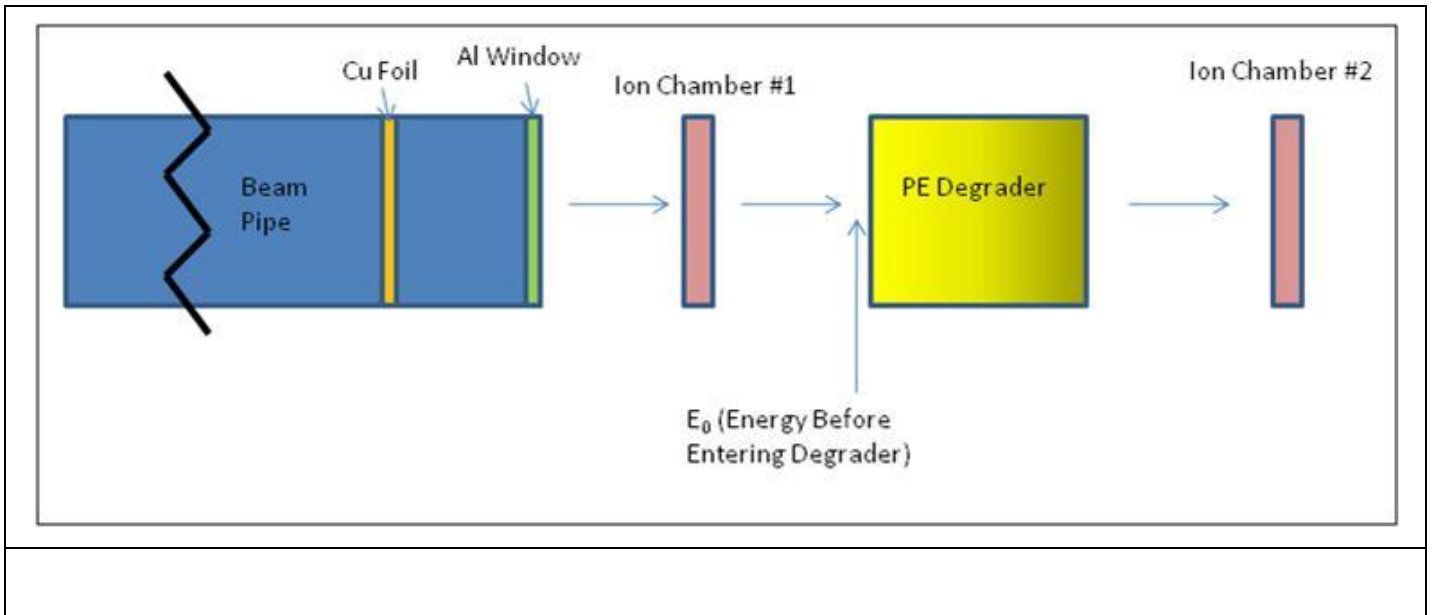 Cu Foil
Al Window
Ion Chamber #1
Ion Chamber #2
Beam
Pipe
PE Degrader
E₀ (Energy Before
Entering Degrader)